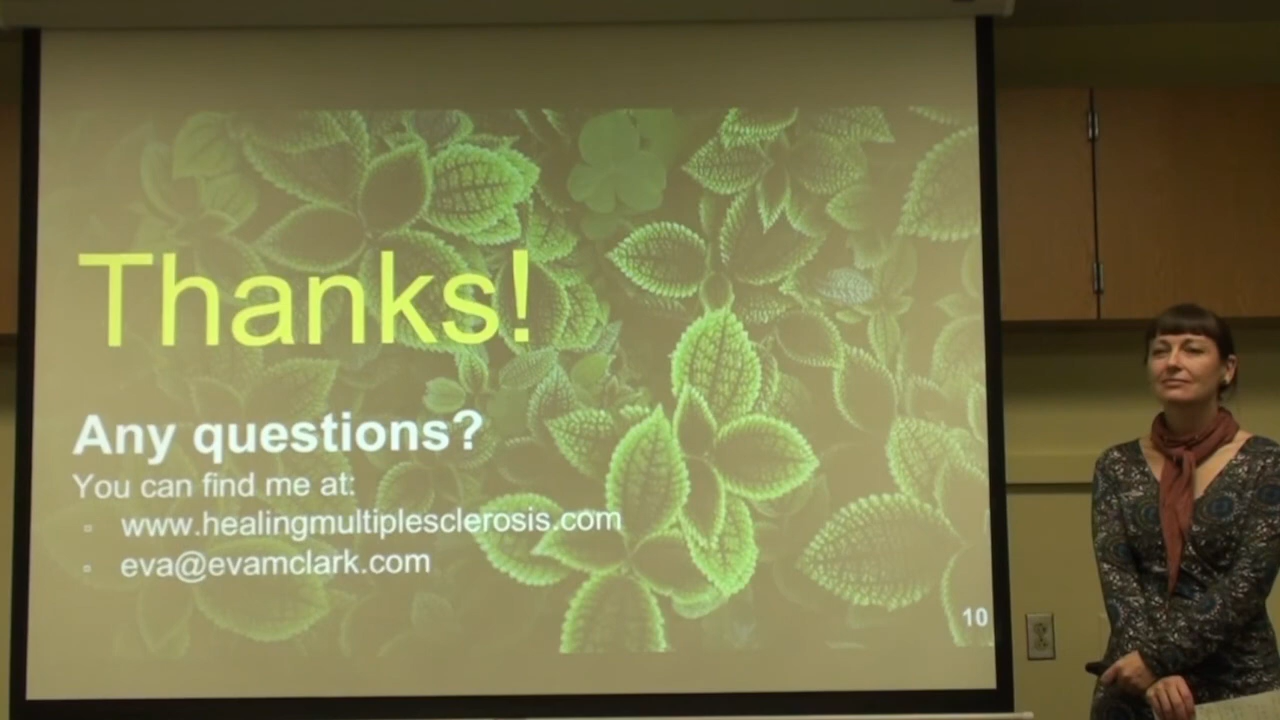 Thanks!
Any questions?
You can find me at:
www.healingmultiplesclerosis.com
eva@evamclark.com
10